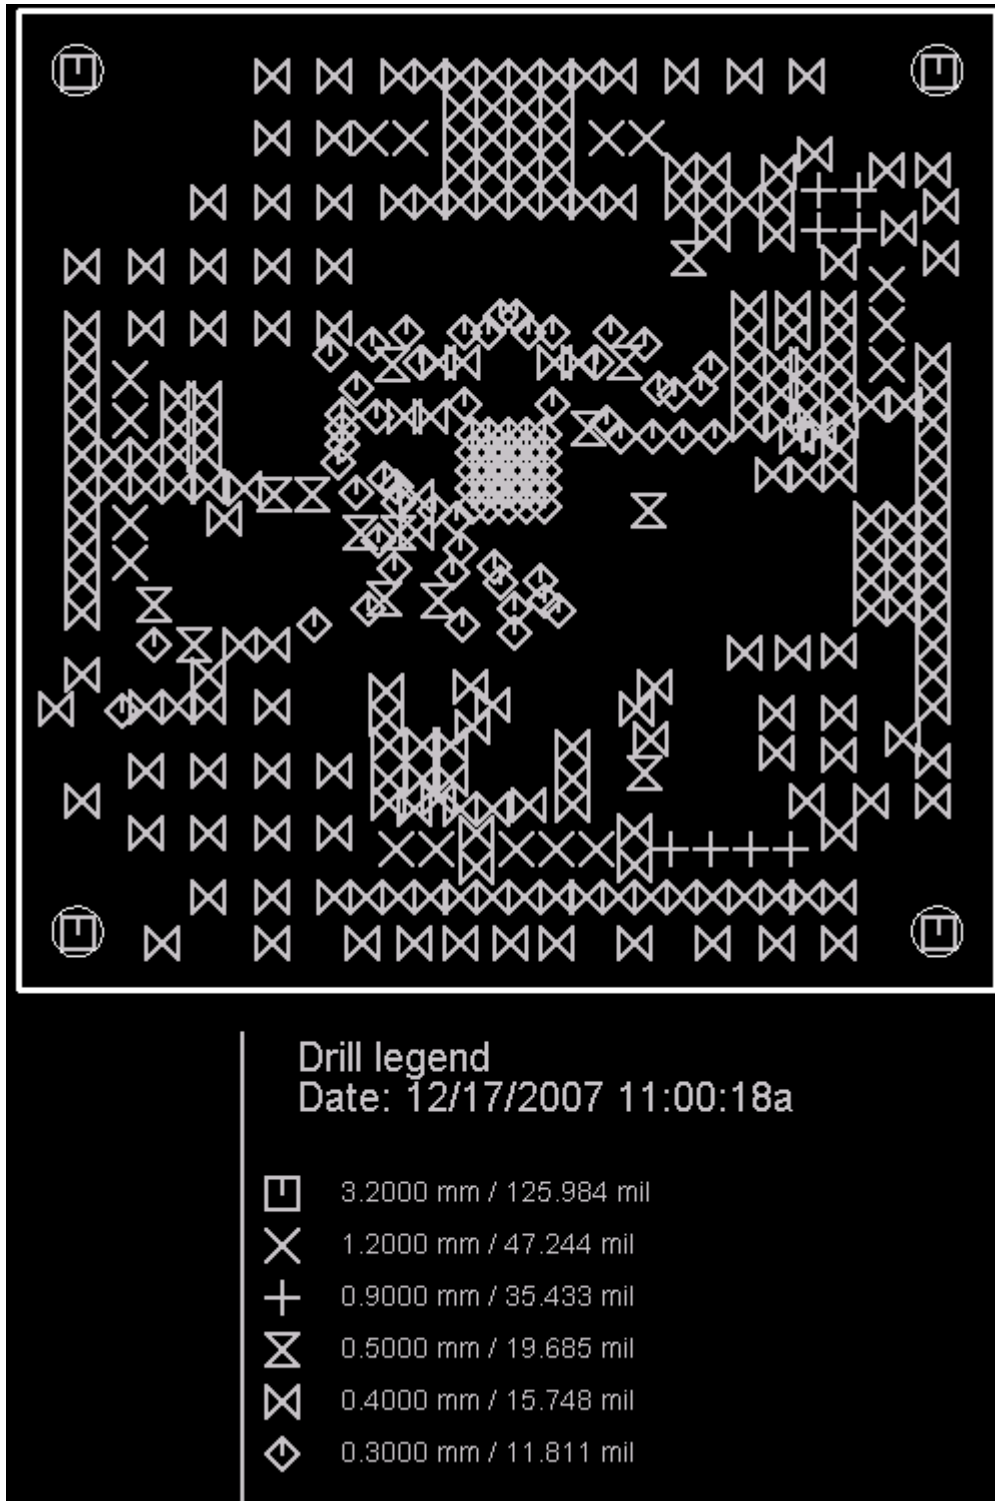 Drill legend
Date: 12/17/2007 11:00:18a
3.2000 mm / 125.984 mil
1.2000 mm / 47.244 mil
0.9000 mm / 35.433 mil
0.5000 mm / 19.685 mil
0.4000 mm / 15.748 mil
0.3000 mm / 11.811 mil